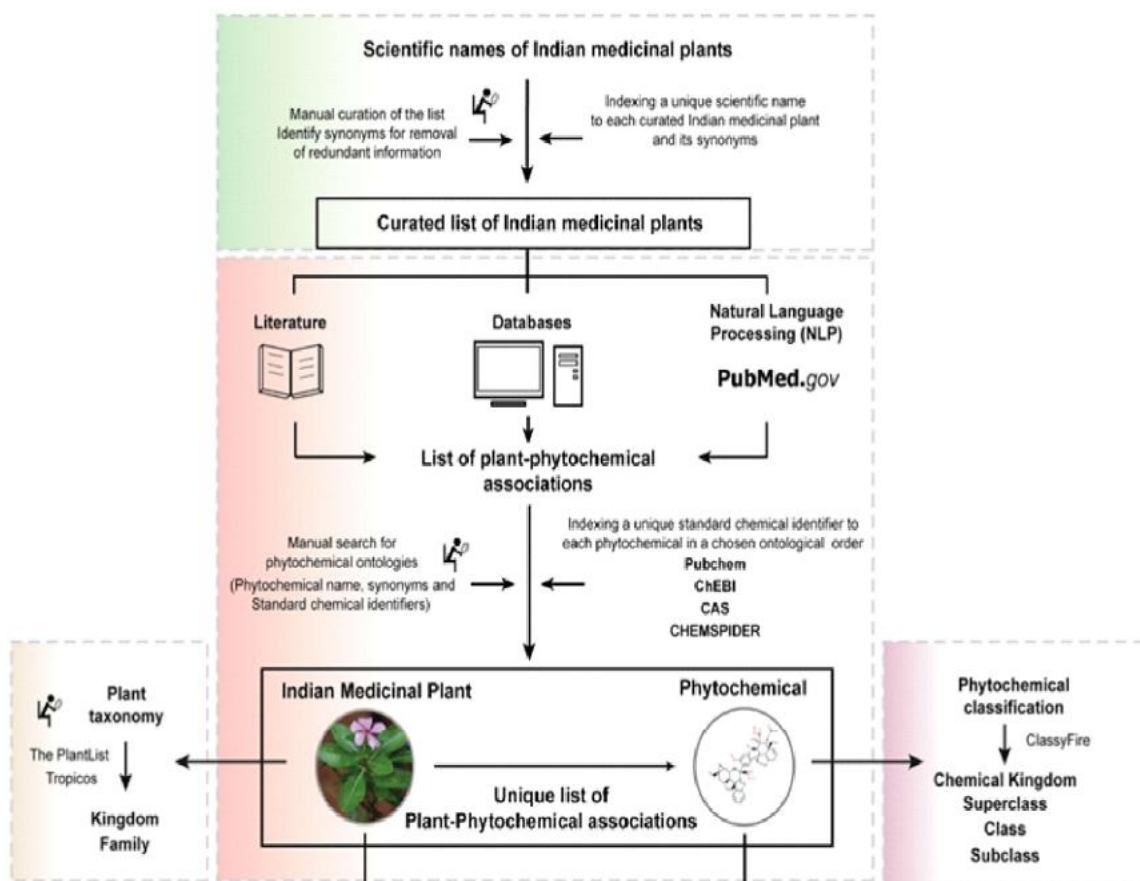 Scientific names of Indian medicinal plants
Manual curation of the list
Identify synonyms for removal
of redundant information
Indexing a unique scientific name
to each curated Indian medicinal plant
and its synonyms
Curated list of Indian medicinal plants
Literature
Databases
Natural Language
Processing (NLP)
PubMed.gov
List of plant-phytochemical
associations
Manual search for
phytochemical ontologies
(Phytochemical name, synonyms and
Standard chemical identifiers)
Indexing a unique standard chemical identifier to
each phytochemical in a chosen ontological order
Pubchem
ChEBI
CAS
CHEMSPIDER
Plant
taxonomy
The PlantList
Tropicos
Kingdom
Family
Indian Medicinal Plant
Phytochemical
Unique list of
Plant-Phytochemical associations
Phytochemical
classification
ClassyFire
Chemical Kingdom
Superclass
Class
Subclass